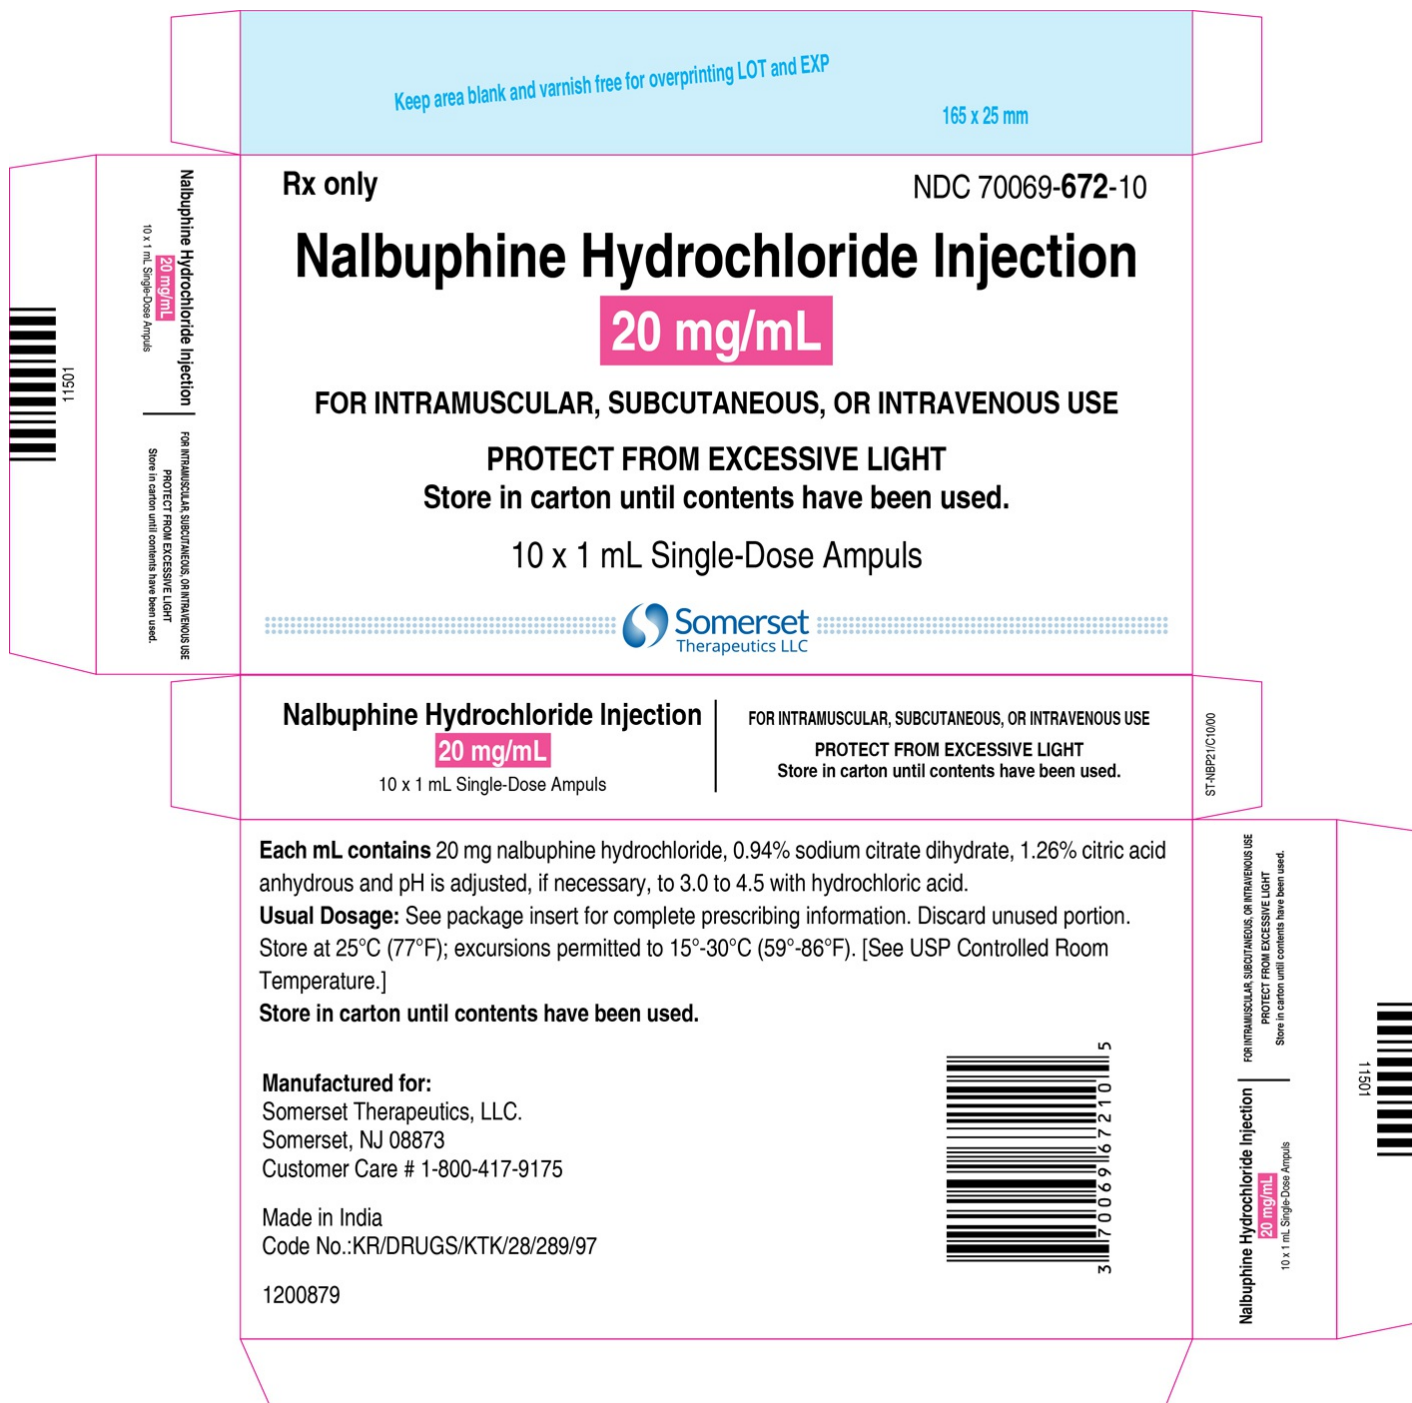 Keep area blank and varnish free for overprinting LOT and EXP
165 x 25 mm
Rx only
NDC 70069-672-10
Nalbuphine Hydrochloride Injection
20 mg/mL
FOR INTRAMUSCULAR, SUBCUTANEOUS, OR INTRAVENOUS USE
PROTECT FROM EXCESSIVE LIGHT
Store in carton until contents have been used.
10 x 1 mL Single-Dose Ampuls
Somerset
Therapeutics LLC
Nalbuphine Hydrochloride Injection
20 mg/mL
10 x 1 mL Single-Dose Ampuls
FOR INTRAMUSCULAR, SUBCUTANEOUS, OR INTRAVENOUS USE
PROTECT FROM EXCESSIVE LIGHT
Store in carton until contents have been used.
11501
Nalbuphine Hydrochloride Injection
20 mg/mL
10 x 1 mL Single-Dose Ampuls
FOR INTRAMUSCULAR, SUBCUTANEOUS, OR INTRAVENOUS USE
PROTECT FROM EXCESSIVE LIGHT
Store in carton until contents have been used.
ST-NBP21/C10/00
Each mL contains 20 mg nalbuphine hydrochloride, 0.94% sodium citrate dihydrate, 1.26% citric acid
anhydrous and pH is adjusted, if necessary, to 3.0 to 4.5 with hydrochloric acid.
Usual Dosage: See package insert for complete prescribing information. Discard unused portion.
Store at 25°C (77°F); excursions permitted to 15°-30°C (59°-86°F). [See USP Controlled Room
Temperature.]
Store in carton until contents have been used.
Manufactured for:
Somerset Therapeutics, LLC.
Somerset, NJ 08873
Customer Care # 1-800-417-9175
Made in India
Code No.:KR/DRUGS/KTK/28/289/97
1200879
3 70069 67210 5
Nalbuphine Hydrochloride Injection
20 mg/mL
10 x 1 mL Single-Dose Ampuls
FOR INTRAMUSCULAR, SUBCUTANEOUS, OR INTRAVENOUS USE
PROTECT FROM EXCESSIVE LIGHT
Store in carton until contents have been used.
11501